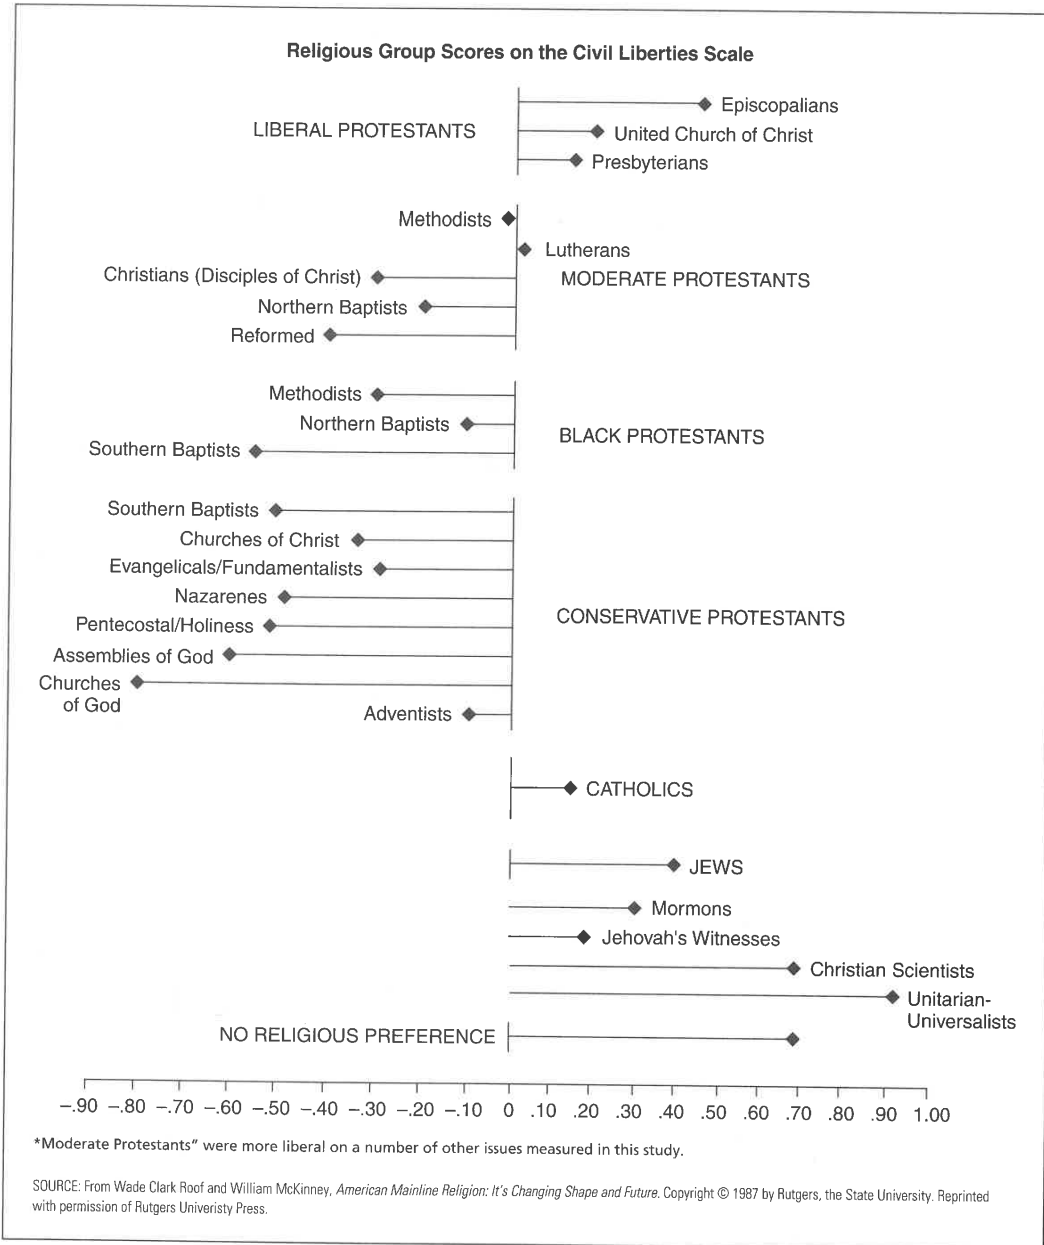 Religious Group Scores on the Civil Liberties Scale
Episcopalians
LIBERAL PROTESTANTS
United Church of Christ
Presbyterians
Methodists
Lutherans
Christians (Disciples of Christ)
MODERATE PROTESTANTS
Northern Baptists
Reformed
Methodists
Northern Baptists
BLACK PROTESTANTS
Southern Baptists
Southern Baptists
Churches of Christ
Evangelicals/Fundamentalists
Nazarenes
CONSERVATIVE PROTESTANTS
Pentecostal/Holiness
Assemblies of God
Churches
of God
Adventists
CATHOLICS
JEWS
Mormons
Jehovah's Witnesses
Christian Scientists
Unitarian-
Universalists
NO RELIGIOUS PREFERENCE
–.90 –.80 –.70 –.60 –.50 –.40 –.30 –.20 –.10 0 .10 .20 .30 .40 .50 .60 .70 .80 .90 1.00
*Moderate Protestants” were more liberal on a number of other issues measured in this study.
SOURCE: From Wade Clark Roof and William McKinney, American Mainline Religion: It's Changing Shape and Future. Copyright © 1987 by Rutgers, the State University. Reprinted
with permission of Rutgers Univeristy Press.